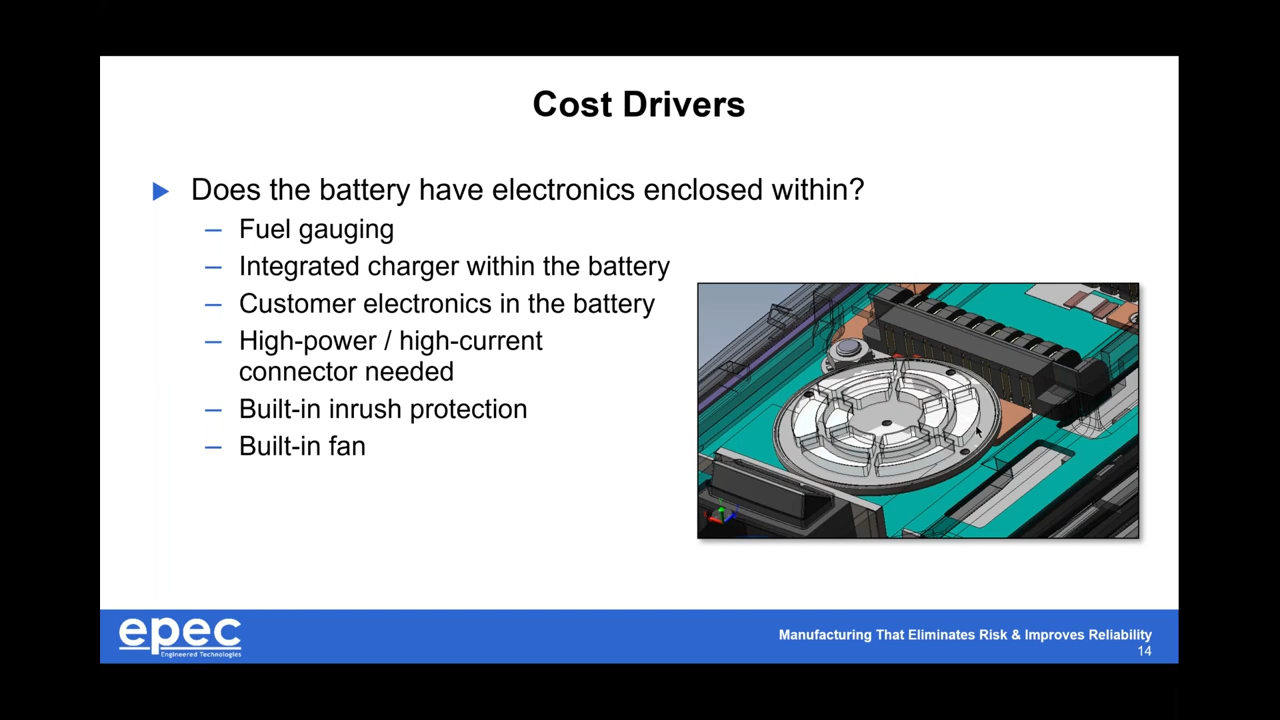 Cost Drivers
Does the battery have electronics enclosed within?
– Fuel gauging
– Integrated charger within the battery
– Customer electronics in the battery
– High-power / high-current
connector needed
– Built-in inrush protection
– Built-in fan
epec
Engineered Technologies
Manufacturing That Eliminates Risk & Improves Reliability
14